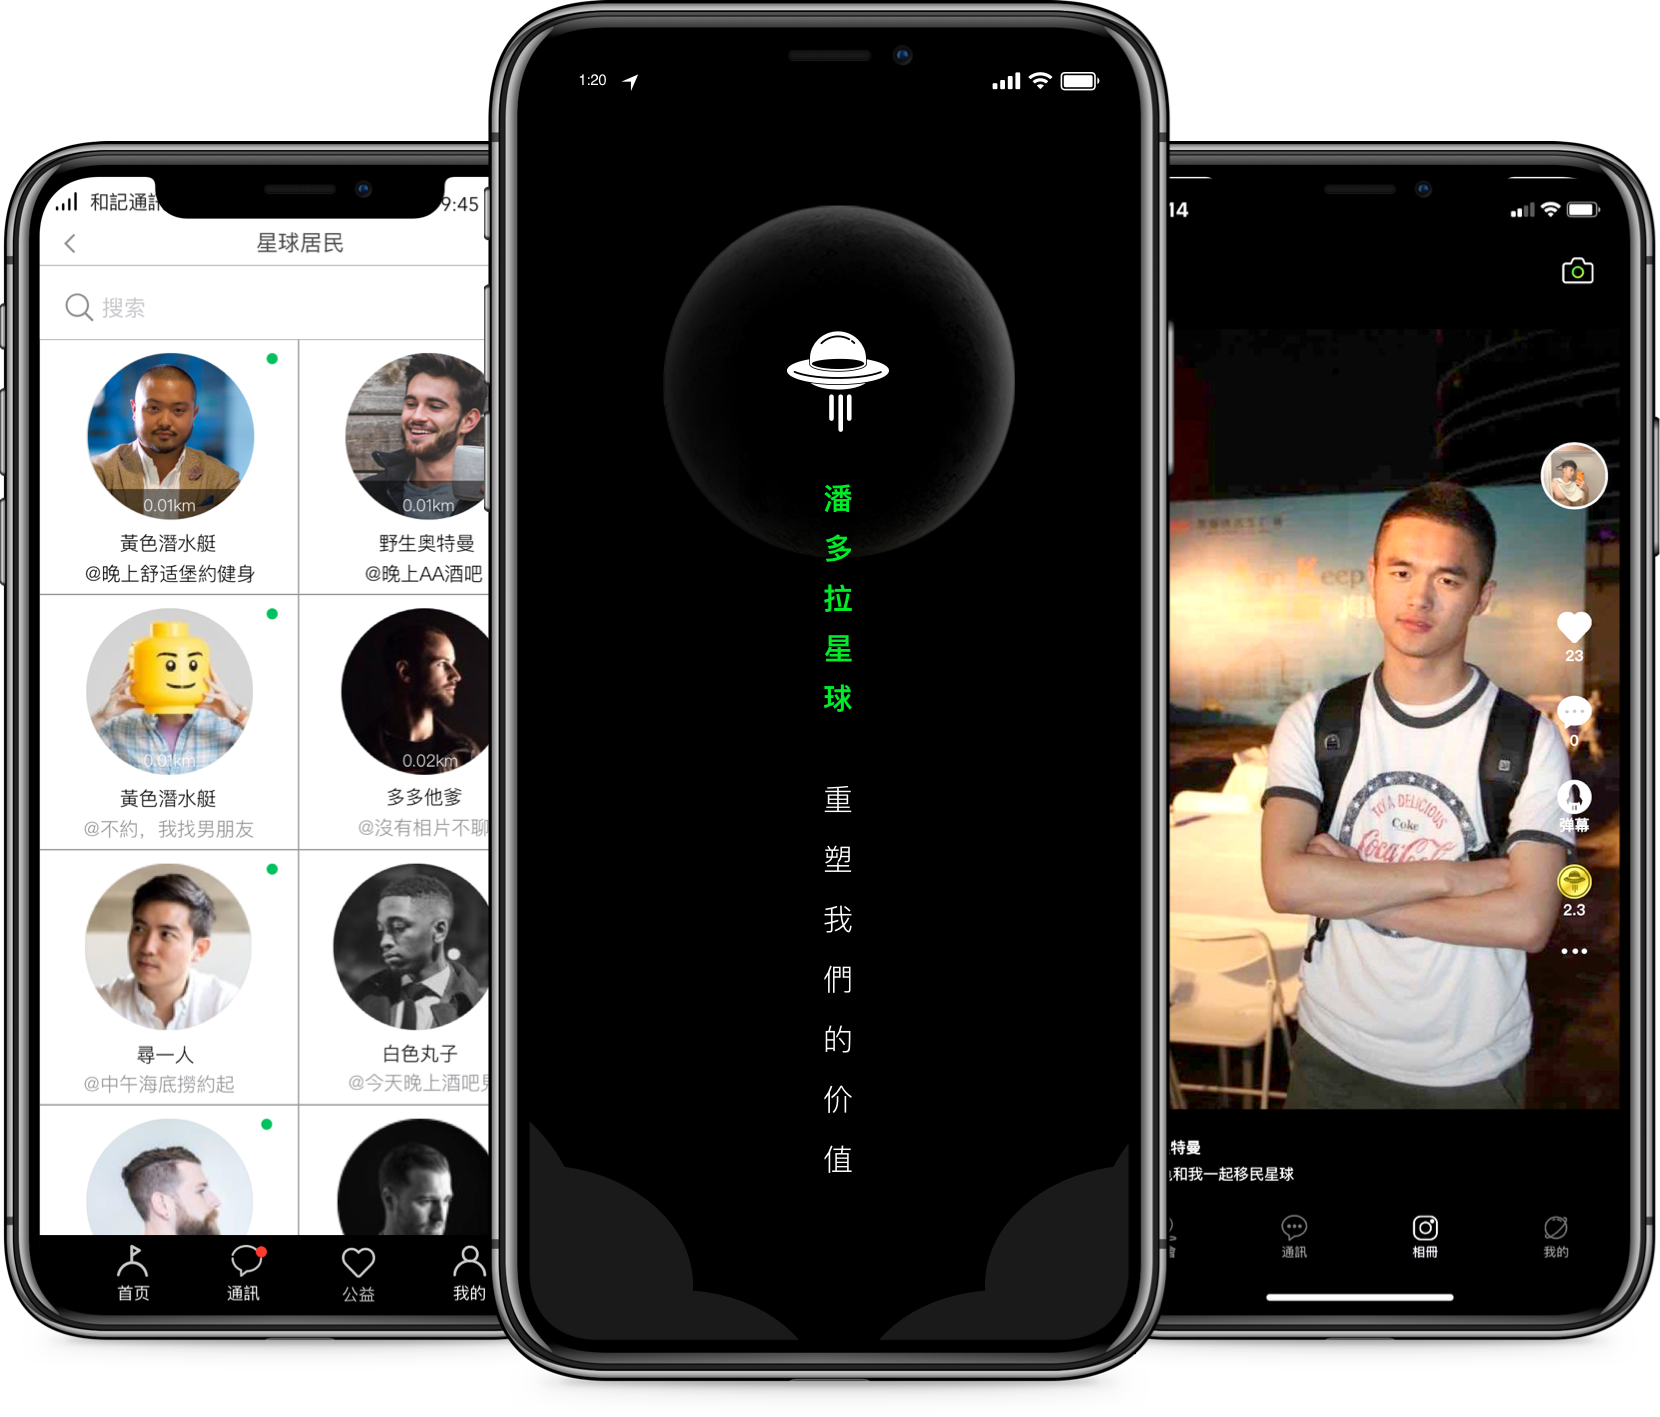 和記通
9:45
星球居民
搜索
0.01km
0.01km
黃色潛水艇
野生奥特曼
@晚上舒适堡約健身
@晚上AA酒吧
0.01km
0.02km
黃色潛水艇
多多他爹
@不約，我找男朋友
@沒有相片不聊
尋一人
白色丸子
@中午海底撈約起
@今天晚上酒吧
首页
通訊
公益
我的
1:20
潘多拉星球
重塑我們的价值
14
Keep
DELICIOUS
Coke
Coca-Co
23
0
弹幕
2.3
特曼
和我一起移民星球
通訊
相冊
我的